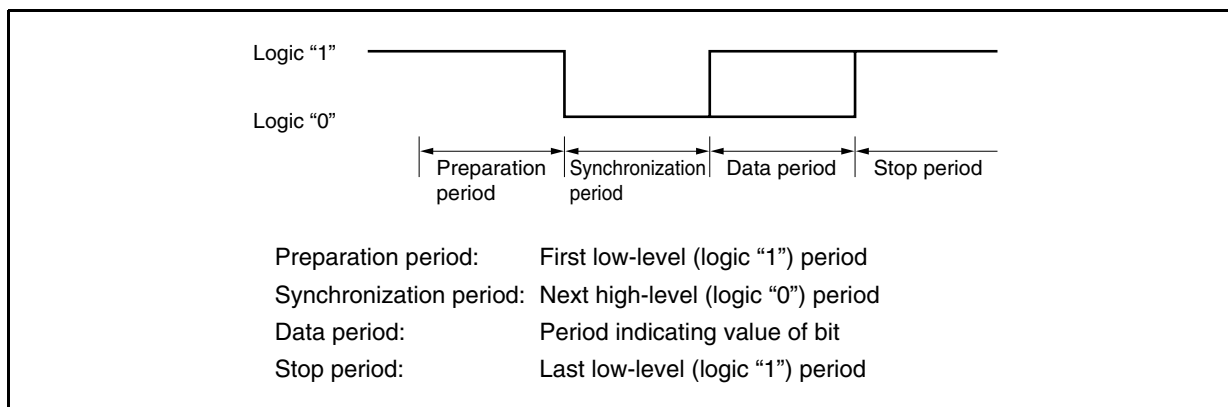 Logic “1”
Logic “0”
Preparation period
Synchronization period
Data period
Stop period
Preparation period: First low-level (logic “1”) period
Synchronization period: Next high-level (logic “0”) period
Data period: Period indicating value of bit
Stop period: Last low-level (logic “1”) period